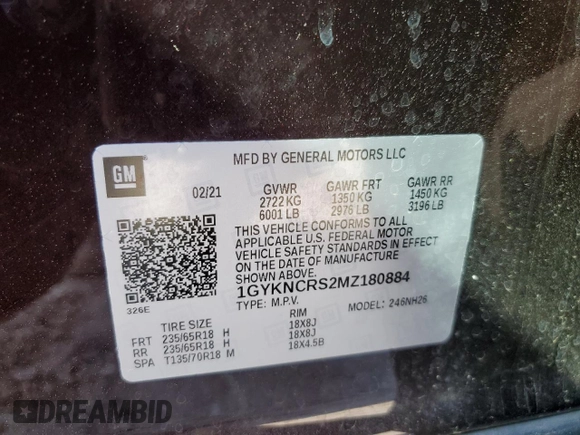 GM
MFD BY GENERAL MOTORS LLC
02/21 GVWR GAWR FRT GAWR RR
2722 KG 1350 KG 1450 KG
6001 LB 2976 LB 3196 LB
THIS VEHICLE CONFORMS TO ALL
APPLICABLE U.S. FEDERAL MOTOR
VEHICLE SAFETY STANDARDS IN EFFECT
ON THE DATE OF MANUFACTURE
SHOWN ABOVE.
1GYKNCRS2MZ180884
326E TYPE: M.P.V. MODEL: 246NH26
TIRE SIZE RIM
FRT 235/65R18 H 18X8J
RR 235/65R18 H 18X8J
SPA T135/70R18 M 18X4.5B
DREAMBID